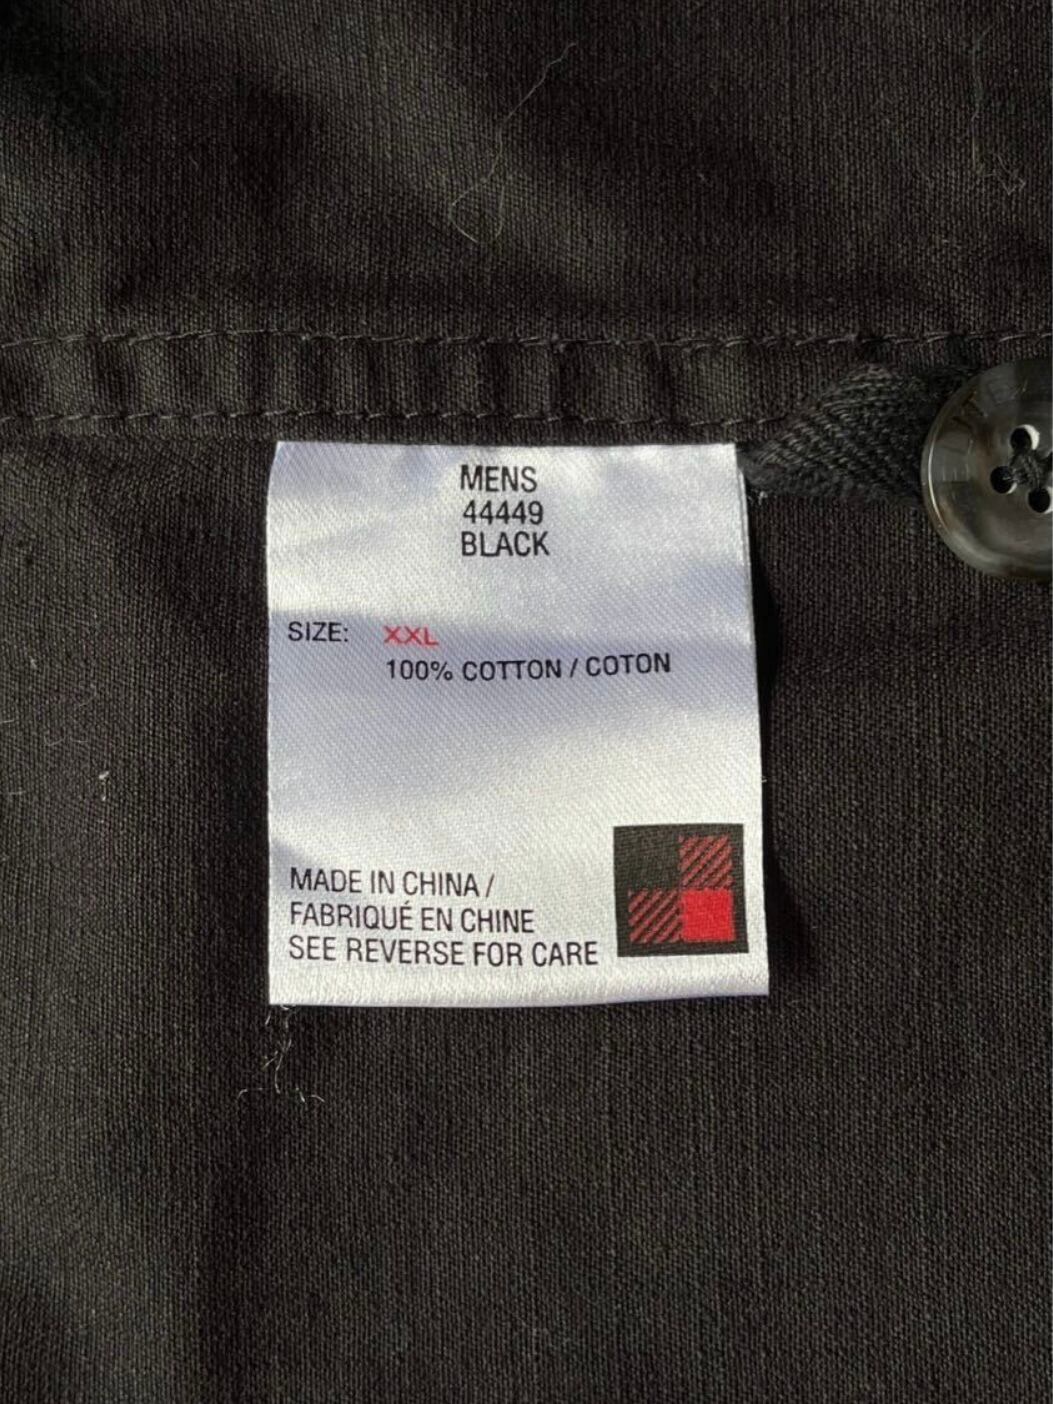 MENS
44449
BLACK
SIZE: XXL
100% COTTON / COTON
MADE IN CHINA /
FABRIQUÉ EN CHINE
SEE REVERSE FOR CARE